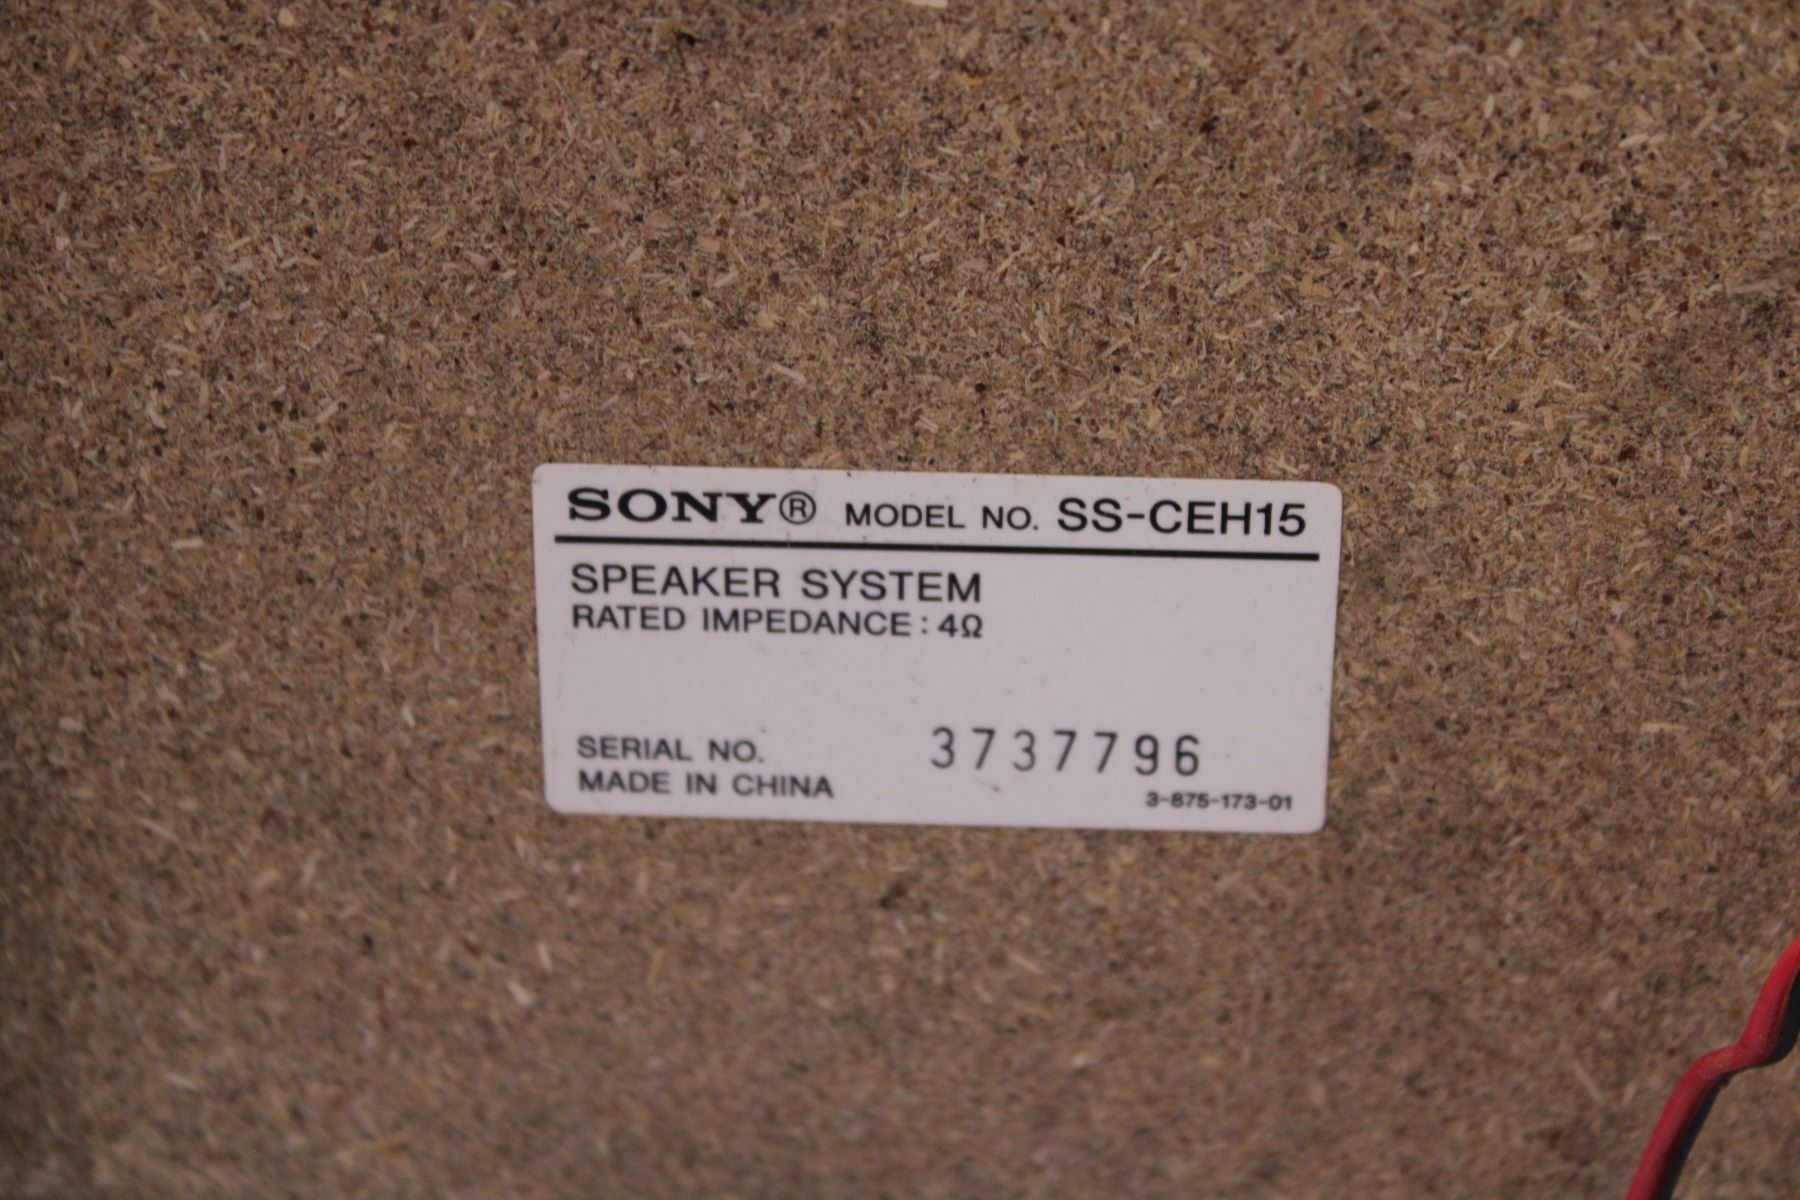 SONY® MODEL NO. SS-CEH15
SPEAKER SYSTEM
RATED IMPEDANCE : 4Ω
SERIAL NO. 3737796
MADE IN CHINA
3-875-173-01